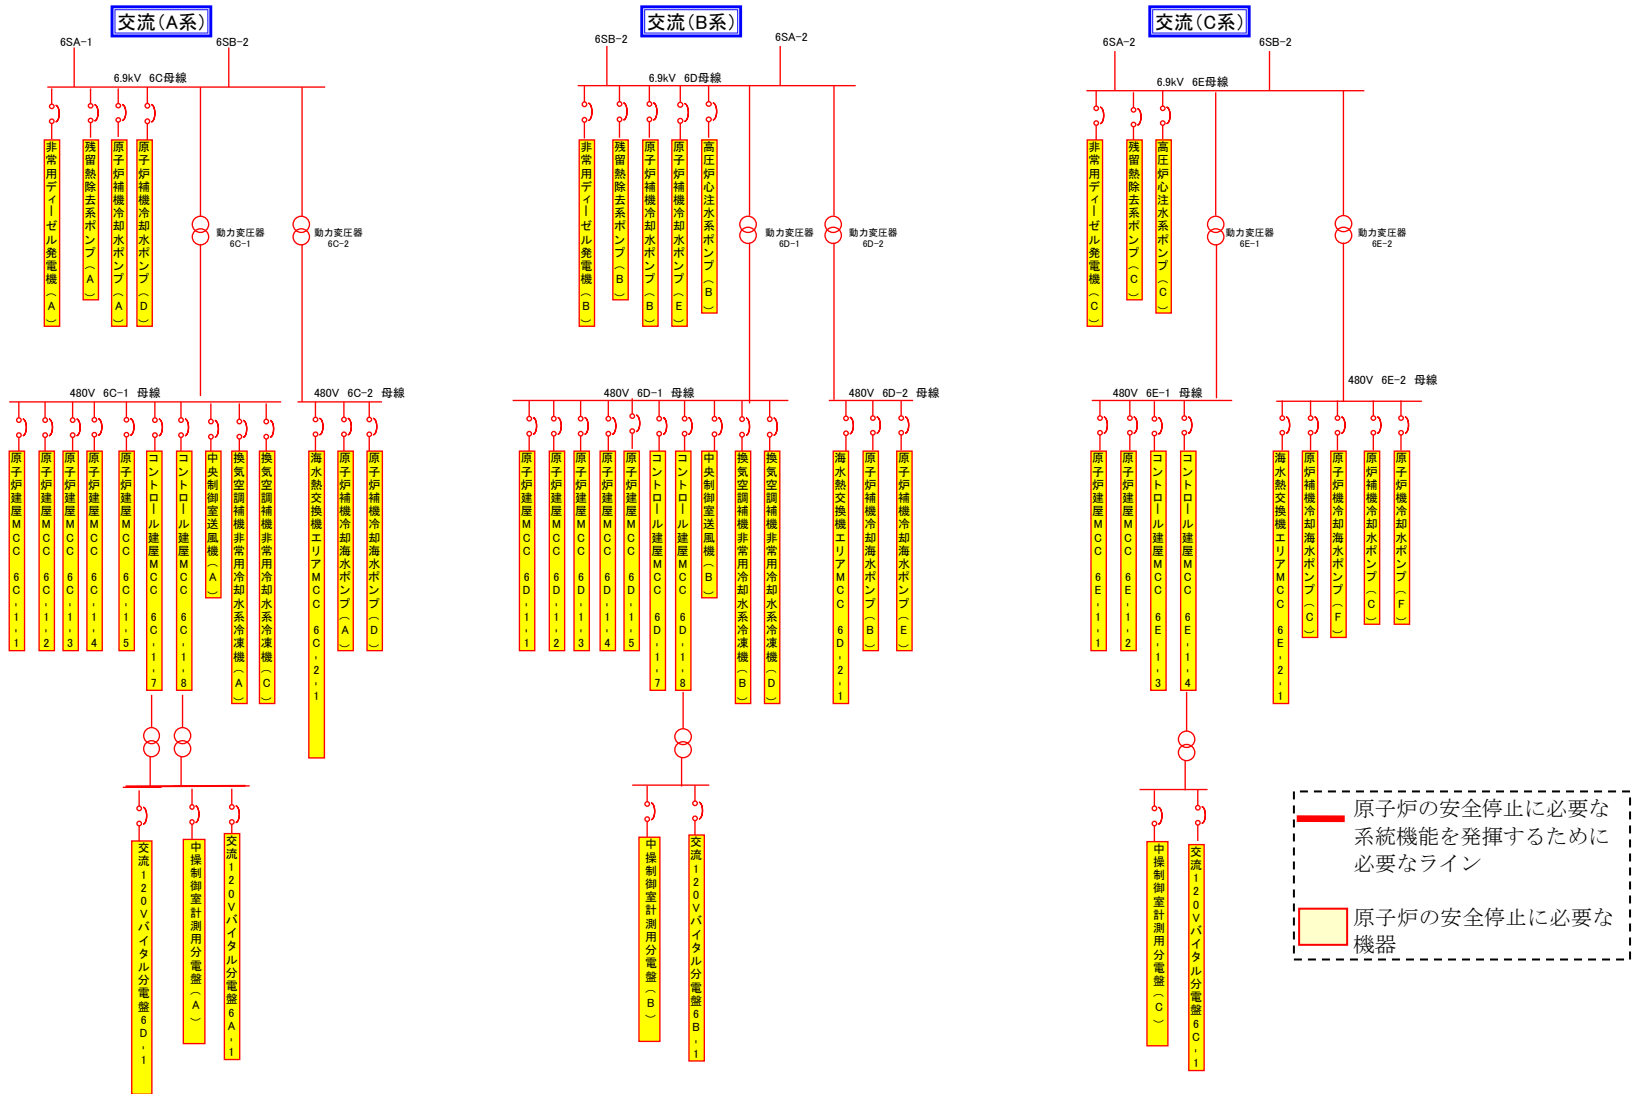 交流(A系)
6SA-1
6SB-2
6.9kV 6C母線
非常用ディーゼル発電機(A)
残留熱除去系ポンプ(A)
原子炉補機冷却水ポンプ(A)
原子炉補機冷却水ポンプ(D)
動力変圧器
6C-1
動力変圧器
6C-2
480V 6C-1 母線
480V 6C-2 母線
原子炉建屋MCC 6C-1-1
原子炉建屋MCC 6C-1-2
原子炉建屋MCC 6C-1-3
原子炉建屋MCC 6C-1-4
原子炉建屋MCC 6C-1-5
コントロール建屋MCC 6C-1-7
コントロール建屋MCC 6C-1-8
中央制御室送風機(A)
換気空調補機非常用冷却水系冷凍機(A)
換気空調補機非常用冷却水系冷凍機(C)
海水熱交換機エリアMCC 6C-2-1
原子炉補機冷却海水ポンプ(A)
原子炉補機冷却海水ポンプ(D)
交流120Vバイタル分電盤6D-1
中操制御室計測用分電盤(A)
交流120Vバイタル分電盤6A-1
交流(B系)
6SB-2
6SA-2
6.9kV 6D母線
非常用ディーゼル発電機(B)
残留熱除去系ポンプ(B)
原子炉補機冷却水ポンプ(B)
原子炉補機冷却水ポンプ(E)
高圧炉心注水系ポンプ(B)
動力変圧器
6D-1
動力変圧器
6D-2
480V 6D-1 母線
480V 6D-2 母線
原子炉建屋MCC 6D-1-1
原子炉建屋MCC 6D-1-2
原子炉建屋MCC 6D-1-3
原子炉建屋MCC 6D-1-4
原子炉建屋MCC 6D-1-5
コントロール建屋MCC 6D-1-7
コントロール建屋MCC 6D-1-8
中央制御室送風機(B)
換気空調補機非常用冷却水系冷凍機(B)
換気空調補機非常用冷却水系冷凍機(D)
海水熱交換機エリアMCC 6D-2-1
原子炉補機冷却海水ポンプ(B)
原子炉補機冷却海水ポンプ(E)
中操制御室計測用分電盤(B)
交流120Vバイタル分電盤6B-1
交流(C系)
6SA-2
6SB-2
6.9kV 6E母線
非常用ディーゼル発電機(C)
残留熱除去系ポンプ(C)
高圧炉心注水系ポンプ(C)
動力変圧器
6E-1
動力変圧器
6E-2
480V 6E-1 母線
480V 6E-2 母線
原子炉建屋MCC 6E-1-1
原子炉建屋MCC 6E-1-2
コントロール建屋MCC 6E-1-3
コントロール建屋MCC 6E-1-4
海水熱交換機エリアMCC 6E-2-1
原炉補機冷却海水ポンプ(C)
原子炉機冷却海水ポンプ(F)
原炉補機冷却水ポンプ(C)
原子炉機冷却水ポンプ(F)
中操制御室計測用分電盤(C)
交流120Vバイタル分電盤6C-1
原子炉の安全停止に必要な
系統機能を発揮するために
必要なライン
原子炉の安全停止に必要な
機器